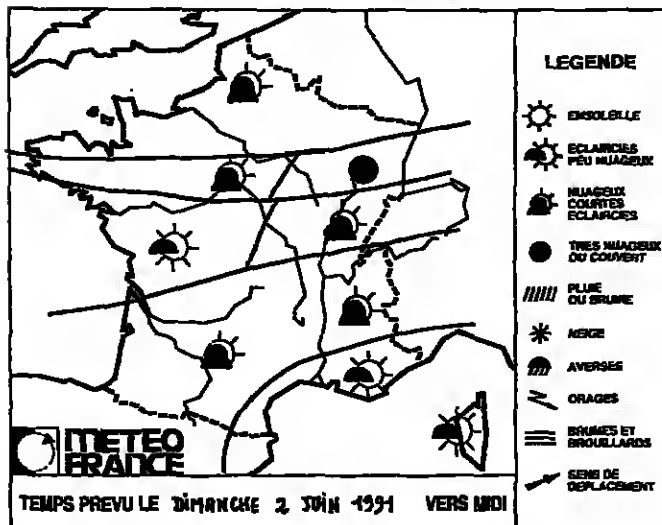 LEGENDE
ENSOLEILLE
ECLAIRCIES
PEU NUAGEUX
NUAGEUX
COURTES
ECLAIRCIES
TRES NUAGEUX
OU COUVERT
PLUIE
OU BRUINE
NEIGE
AVERSES
ORAGES
BRUMES ET
BROUILLARDS
SENS DE
DEPLACEMENT
METEO
FRANCE
TEMPS PREVU LE DIMANCHE 2 JUIN 1991 VERS MIDI